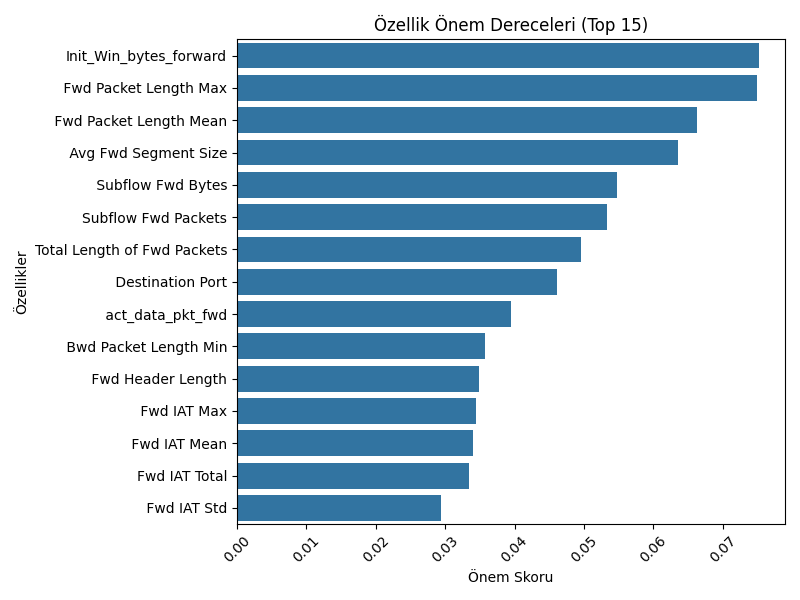 Özellik Önem Dereceleri (Top 15)
Init_Win_bytes_forward
Fwd Packet Length Max
Fwd Packet Length Mean
Avg Fwd Segment Size
Subflow Fwd Bytes
Subflow Fwd Packets
Total Length of Fwd Packets
Destination Port
act_data_pkt_fwd
Bwd Packet Length Min
Fwd Header Length
Fwd IAT Max
Fwd IAT Mean
Fwd IAT Total
Fwd IAT Std
Özellikler
0.00
0.01
0.02
0.03
0.04
0.05
0.06
0.07
Önem Skoru